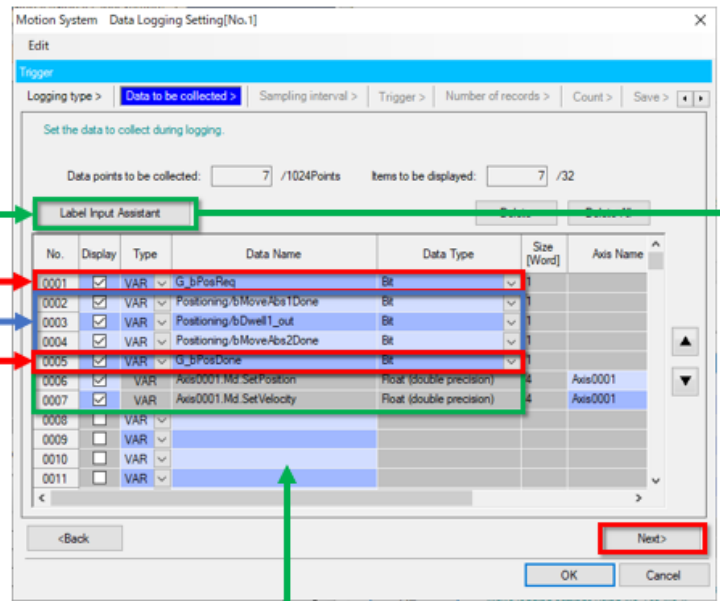 Motion System Data Logging Setting[No.1]
Edit
Trigger
Logging type > Data to be collected > Sampling interval > Trigger > Number of records > Count > Save >
Set the data to collect during logging.
Data points to be collected: 7 /1024Points Items to be displayed: 7 /32
Label Input Assistant
No. Display Type Data Name Data Type Size [Word] Axis Name
0001 VAR G_bPosReq Bit 1
0002 VAR Positioning/bMoveAbs1Done Bit 1
0003 VAR Positioning/bDwell1_out Bit 1
0004 VAR Positioning/bMoveAbs2Done Bit 1
0005 VAR G_bPosDone Bit 1
0006 VAR Axis0001.Md.SetPosition Float (double precision) 4 Axis0001
0007 VAR Axis0001.Md.SetVelocity Float (double precision) 4 Axis0001
0008 VAR
0009 VAR
0010 VAR
0011 VAR
<Back Next>
OK Cancel